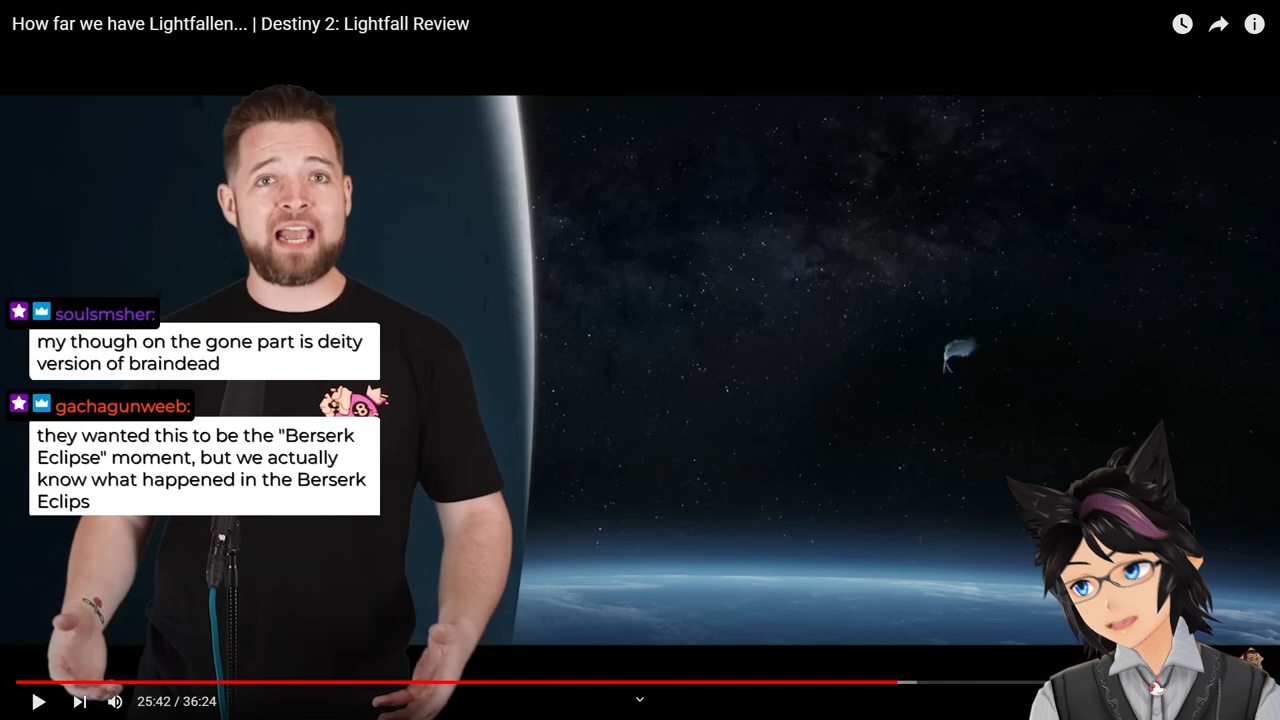 How far we have Lightfallen... | Destiny 2: Lightfall Review
soulsmsher:
my though on the gone part is deity
version of braindead
gachagunweeb:
they wanted this to be the "Berserk
Eclipse" moment, but we actually
know what happened in the Berserk
Eclips
25:42 / 36:24